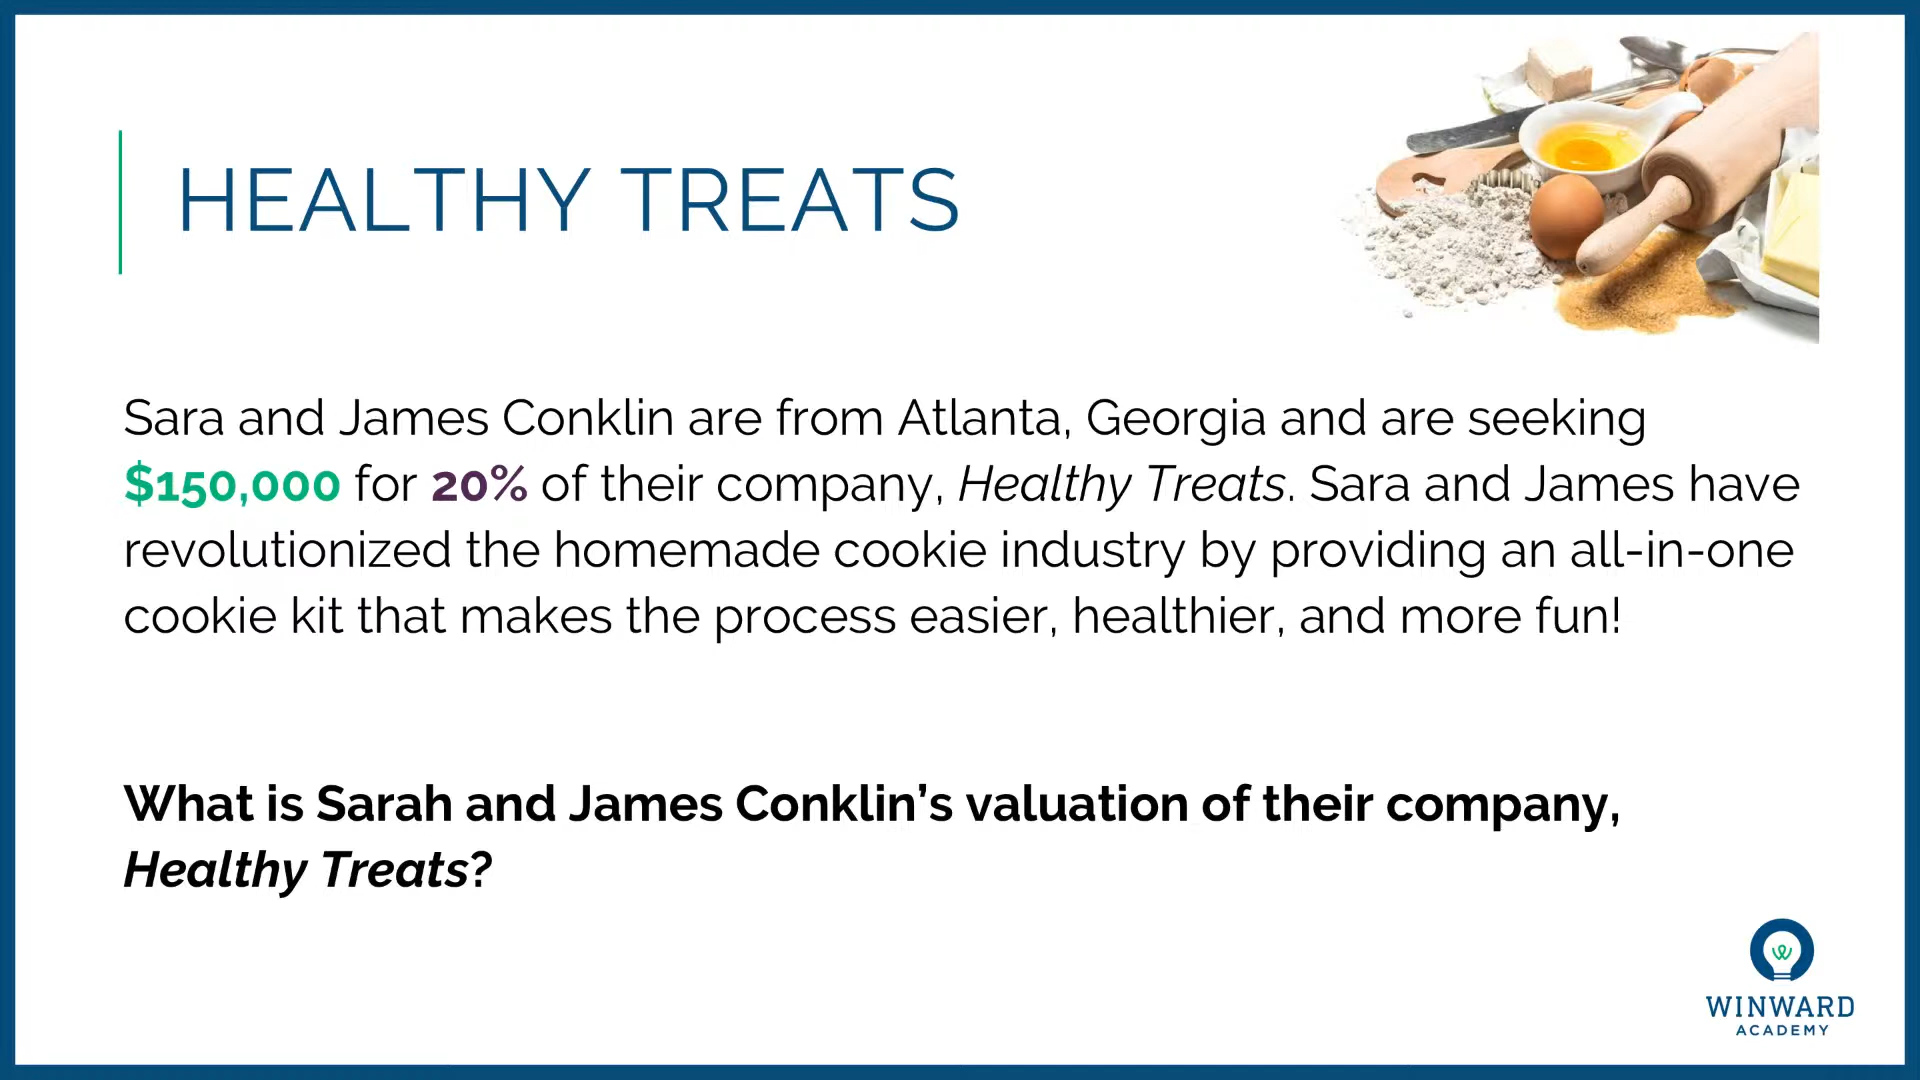 HEALTHY TREATS
Sara and James Conklin are from Atlanta, Georgia and are seeking
$150,000 for 20% of their company, Healthy Treats. Sara and James have
revolutionized the homemade cookie industry by providing an all-in-one
cookie kit that makes the process easier, healthier, and more fun!
What is Sarah and James Conklin’s valuation of their company,
Healthy Treats?
WINWARD
ACADEMY